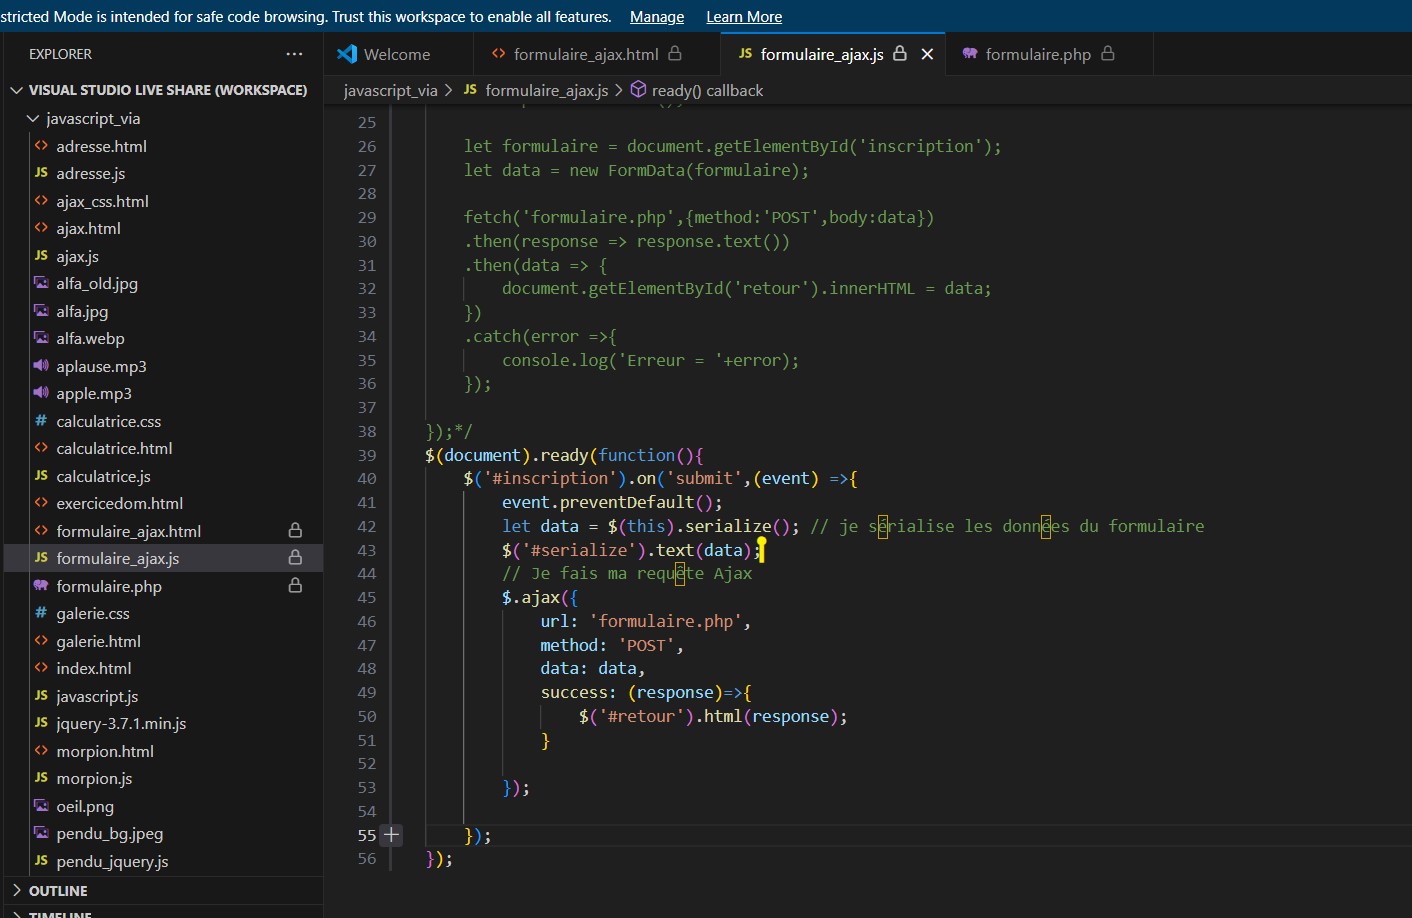 stricted Mode is intended for safe code browsing. Trust this workspace to enable all features. Manage Learn More
EXPLORER ···
Welcome
formulaire_ajax.html
JS formulaire_ajax.js
formulaire.php
VISUAL STUDIO LIVE SHARE (WORKSPACE)
javascript_via > JS formulaire_ajax.js > ready() callback
javascript_via
<> adresse.html
JS adresse.js
<> ajax_css.html
<> ajax.html
JS ajax.js
alfa_old.jpg
alfa.jpg
alfa.webp
aplause.mp3
apple.mp3
# calculatrice.css
<> calculatrice.html
JS calculatrice.js
<> exercicedom.html
<> formulaire_ajax.html
JS formulaire_ajax.js
formulaire.php
# galerie.css
<> galerie.html
<> index.html
JS javascript.js
JS jquery-3.7.1.min.js
<> morpion.html
JS morpion.js
oeil.png
pendu_bg.jpeg
JS pendu_jquery.js
OUTLINE
TIMELINE
25
26 let formulaire = document.getElementById('inscription');
27 let data = new FormData(formulaire);
28
29 fetch('formulaire.php',{method:'POST',body:data})
30 .then(response => response.text())
31 .then(data => {
32 document.getElementById('retour').innerHTML = data;
33 })
34 .catch(error =>{
35 console.log('Erreur = '+error);
36 });
37
38 });*/
39 $(document).ready(function(){
40 $('#inscription').on('submit',(event) =>{
41 event.preventDefault();
42 let data = $(this).serialize(); // je sérialise les données du formulaire
43 $('#serialize').text(data);
44 // Je fais ma requête Ajax
45 $.ajax({
46 url: 'formulaire.php',
47 method: 'POST',
48 data: data,
49 success: (response)=>{
50 $('#retour').html(response);
51 }
52
53 });
54
55 });
56 });